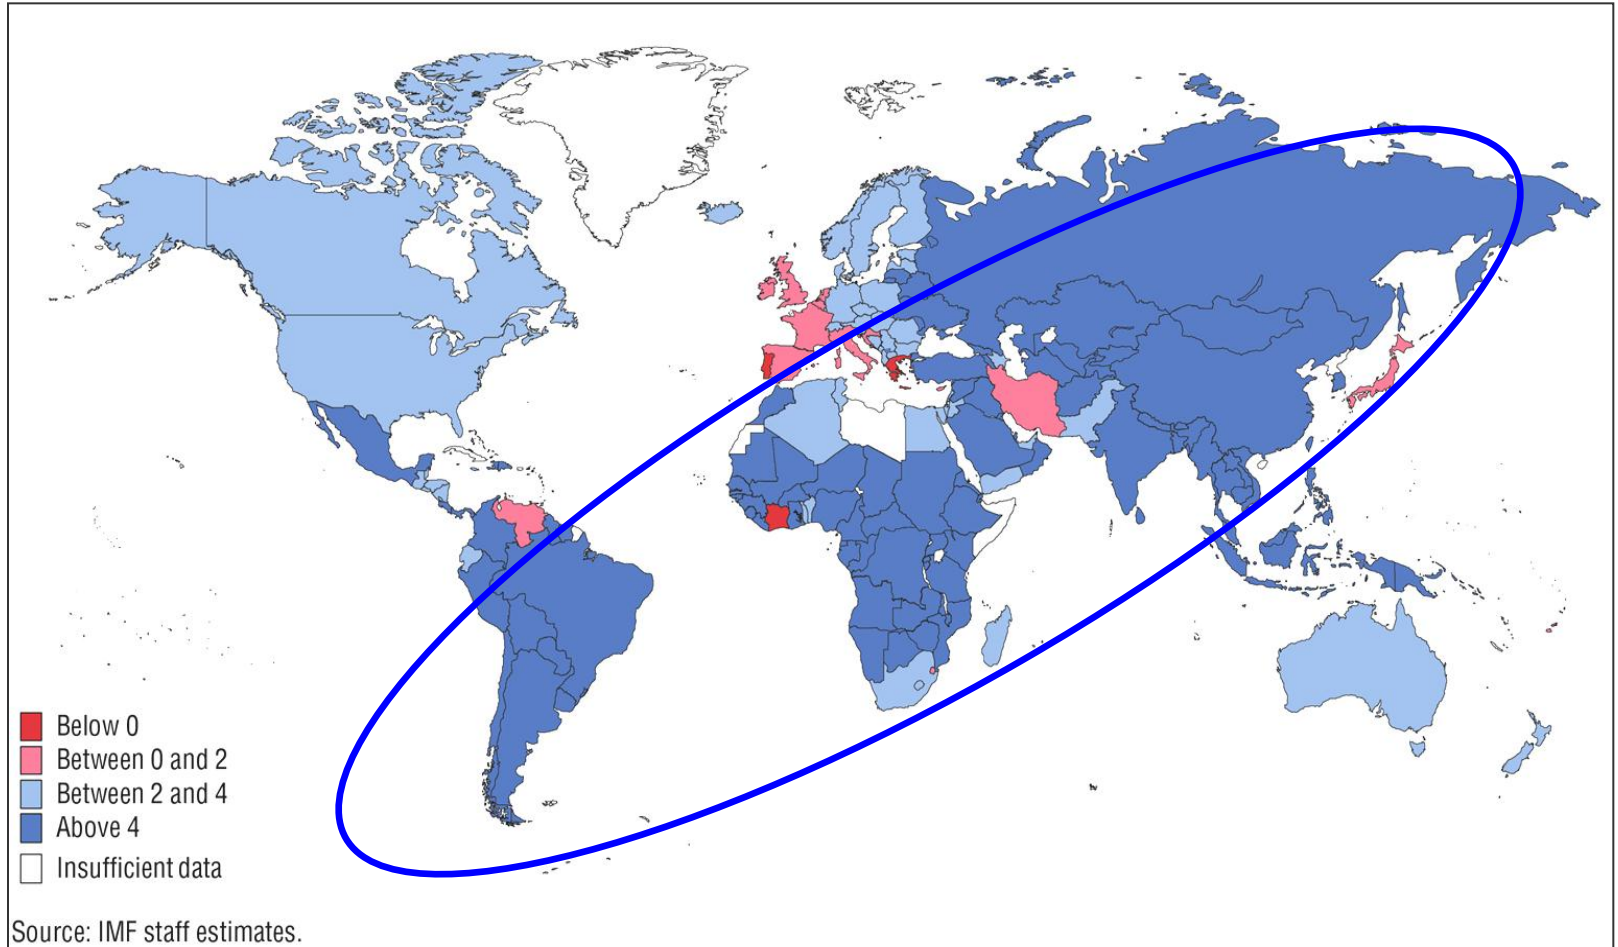 Below 0
Between 0 and 2
Between 2 and 4
Above 4
Insufficient data
Source: IMF staff estimates.